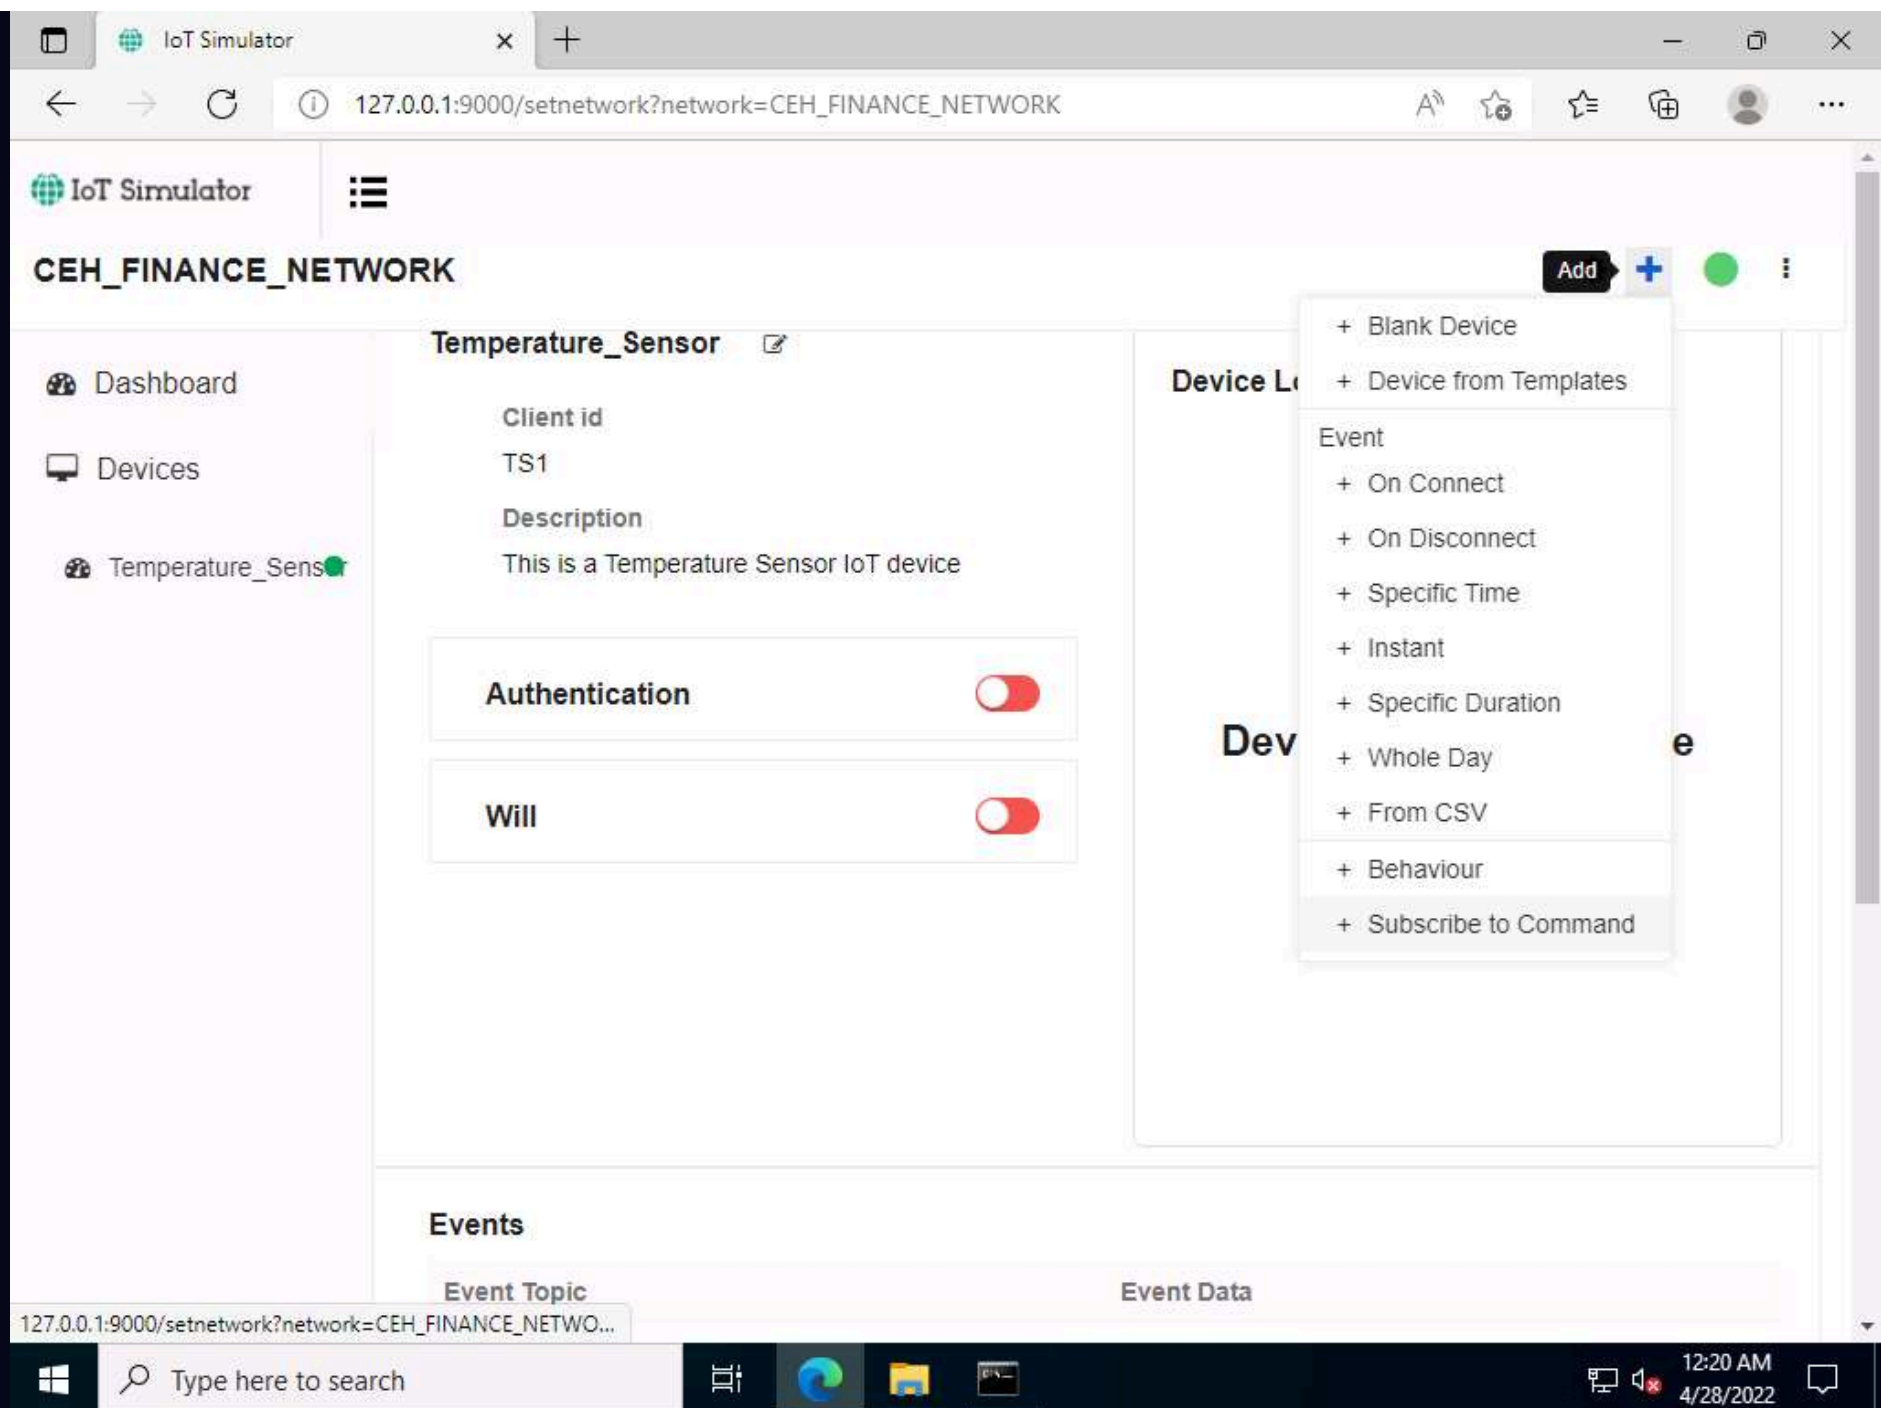 IoT Simulator
127.0.0.1:9000/setnetwork?network=CEH_FINANCE_NETWORK
IoT Simulator
CEH_FINANCE_NETWORK
Add
Dashboard
Devices
Temperature_Sensor
Temperature_Sensor
Client id
TS1
Description
This is a Temperature Sensor IoT device
Authentication
Will
Device
Dev
e
+ Blank Device
+ Device from Templates
Event
+ On Connect
+ On Disconnect
+ Specific Time
+ Instant
+ Specific Duration
+ Whole Day
+ From CSV
+ Behaviour
+ Subscribe to Command
Events
Event Topic Event Data
127.0.0.1:9000/setnetwork?network=CEH_FINANCE_NETWO...
Type here to search
12:20 AM
4/28/2022